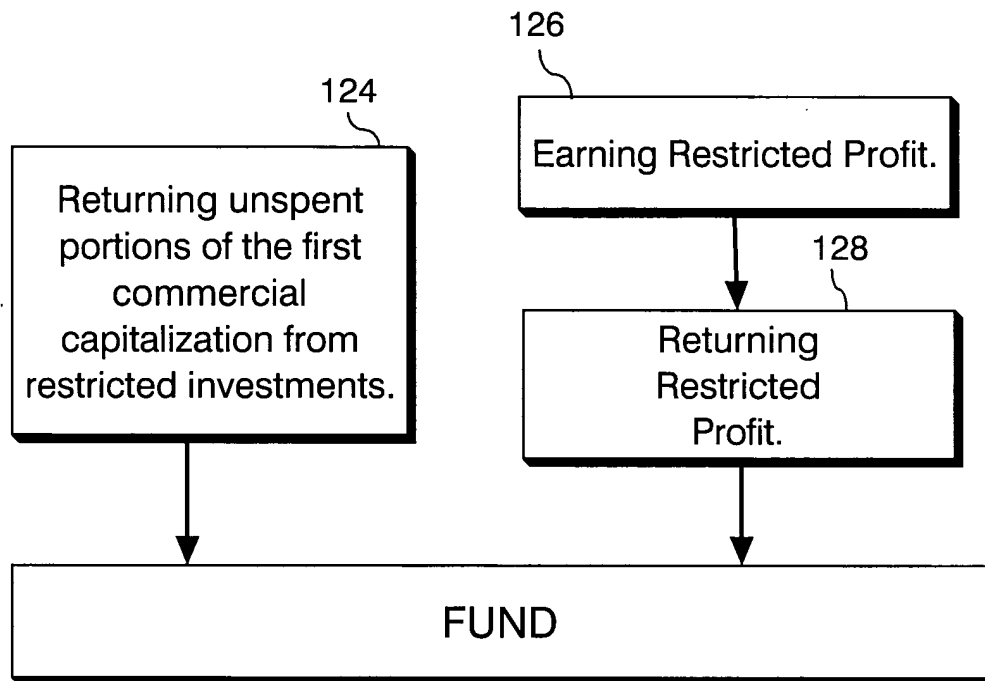 124
Returning unspent
portions of the first
commercial
capitalization from
restricted investments.
126
Earning Restricted Profit.
128
Returning
Restricted
Profit.
FUND